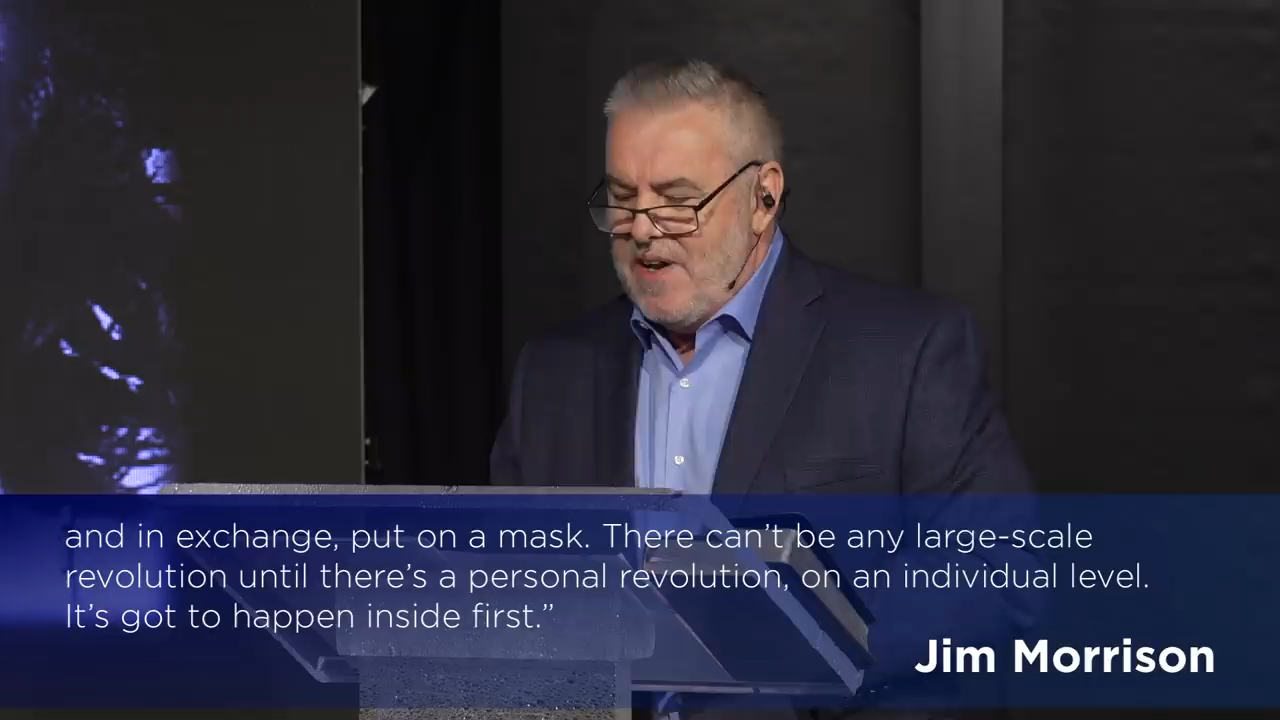 and in exchange, put on a mask. There can’t be any large-scale
revolution until there’s a personal revolution, on an individual level.
It’s got to happen inside first.”
Jim Morrison